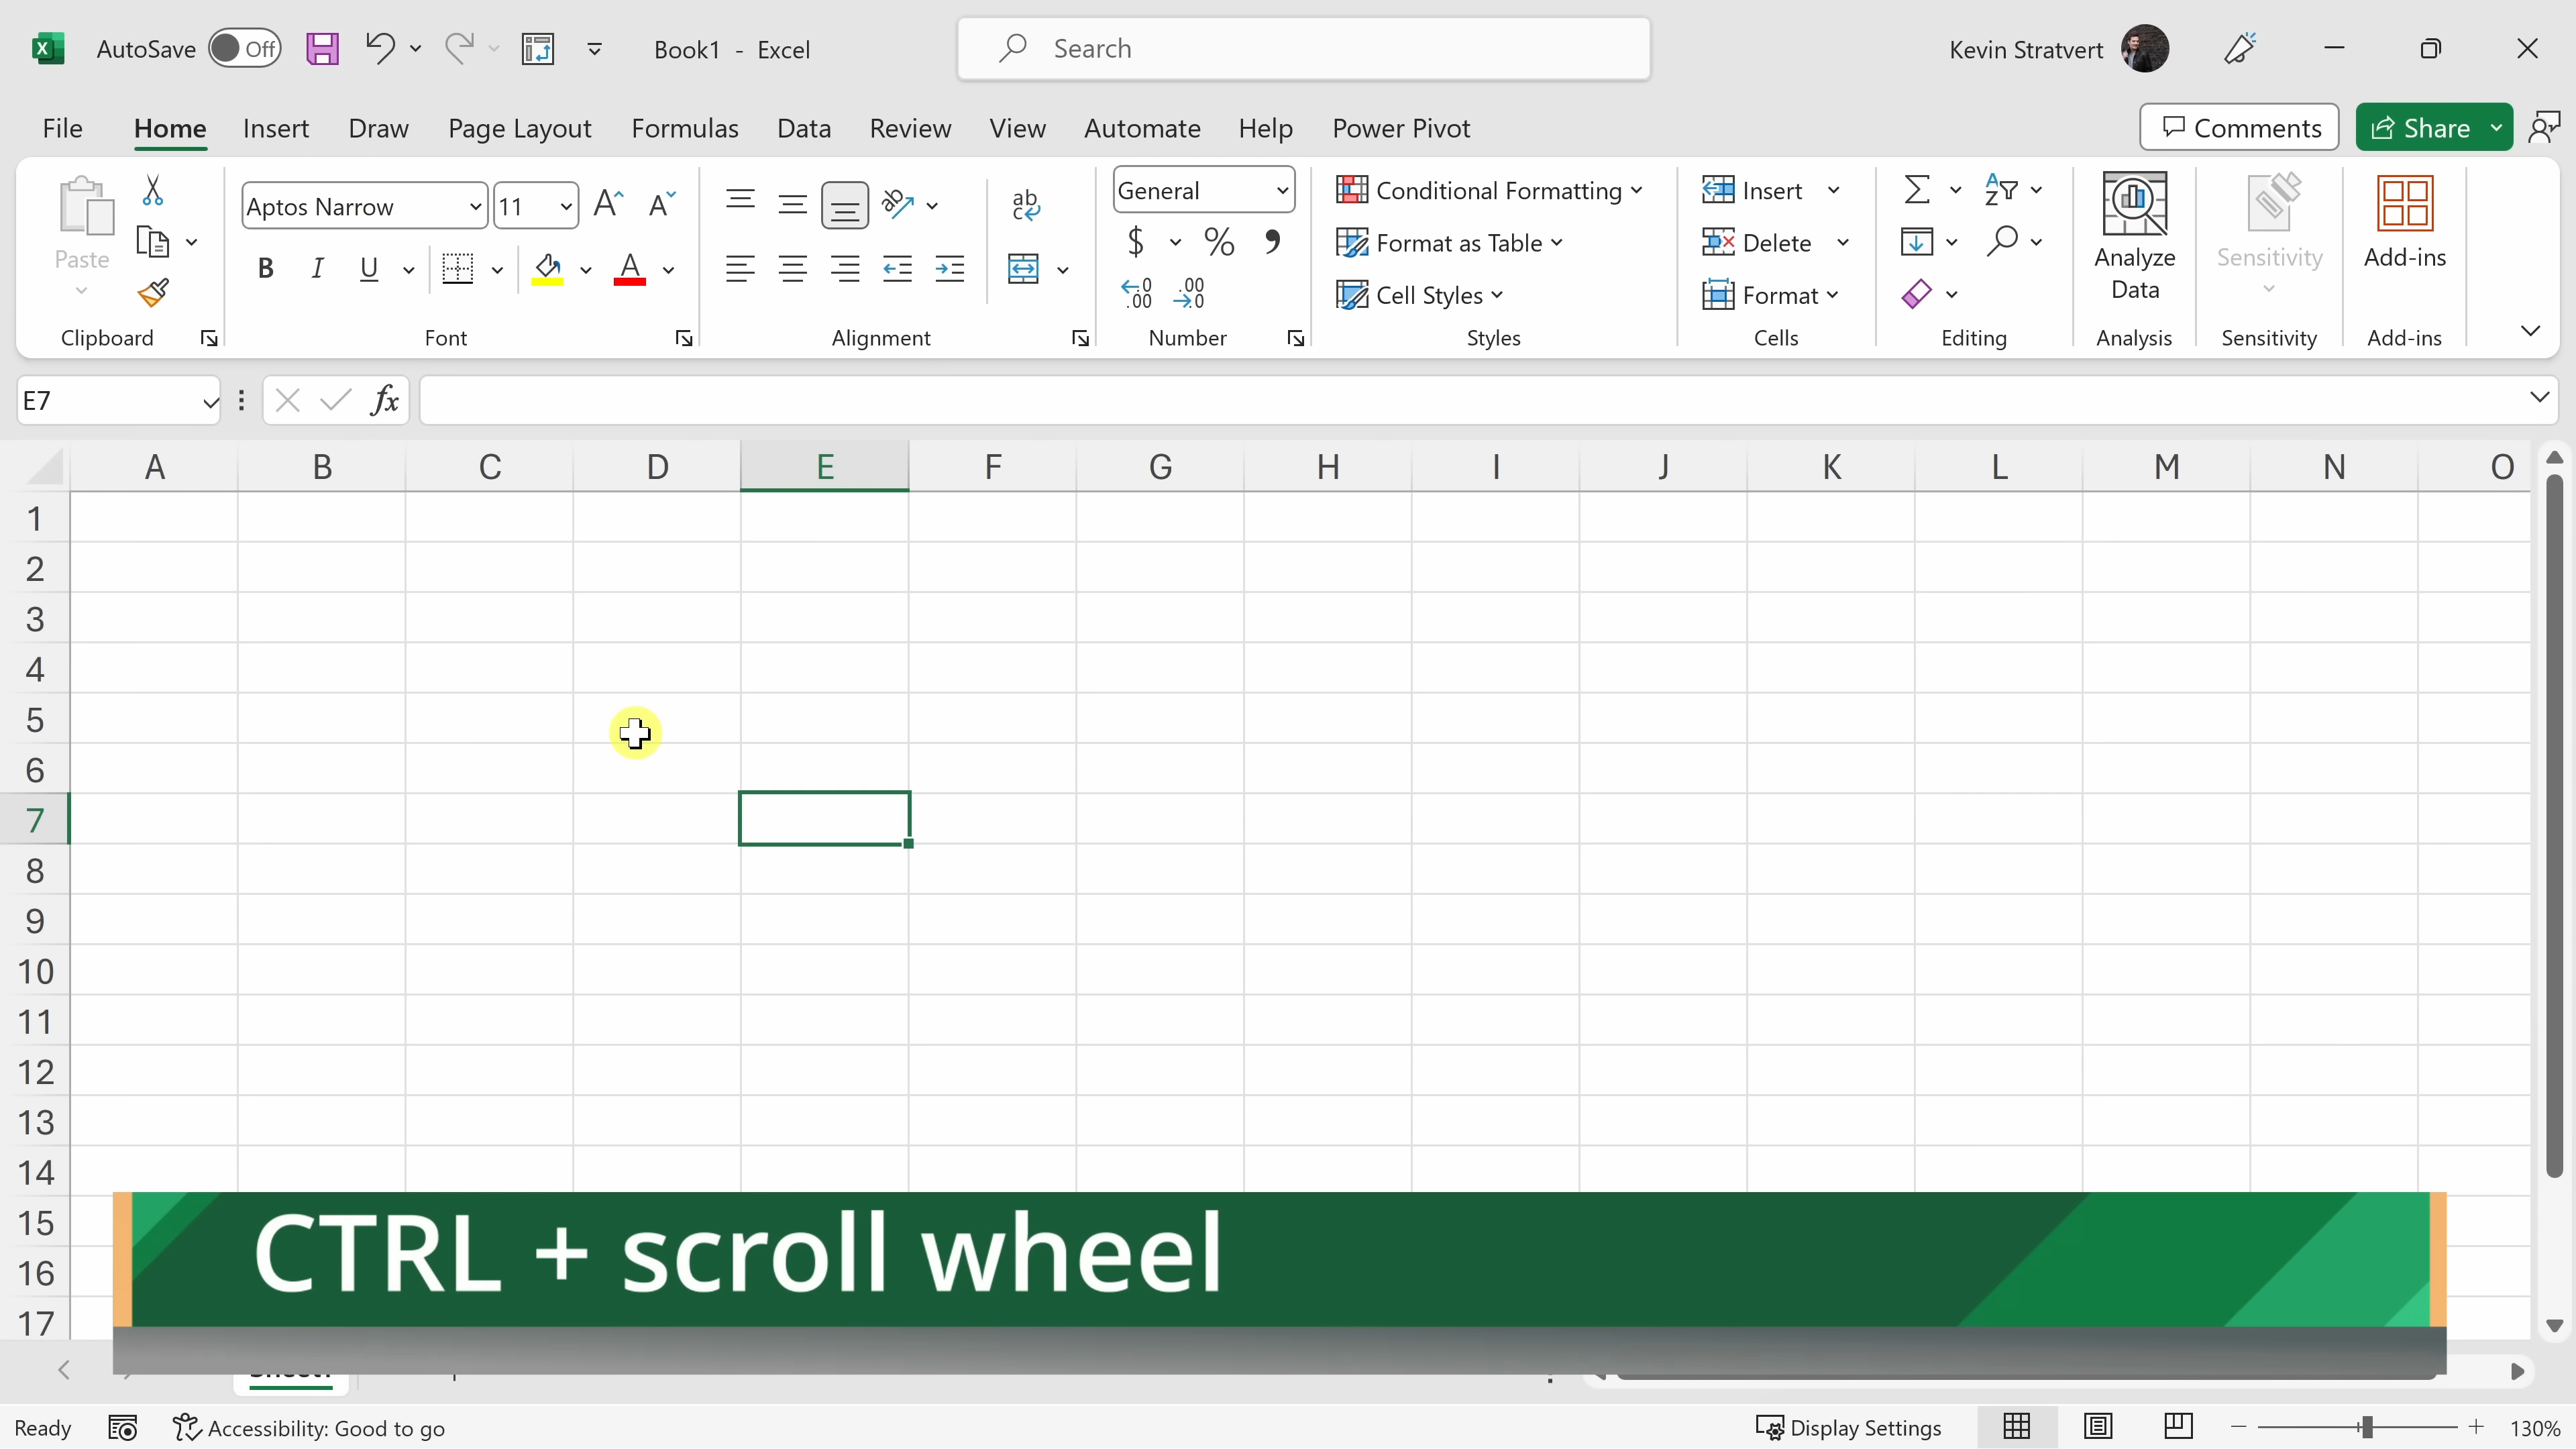 AutoSave Off Book1 - Excel Search Kevin Stratvert
File Home Insert Draw Page Layout Formulas Data Review View Automate Help Power Pivot Comments Share
Paste Aptos Narrow 11 General Conditional Formatting Insert Analyze Data Sensitivity Add-ins
Format as Table Delete
Cell Styles Format
Clipboard Font Alignment Number Styles Cells Editing Analysis Sensitivity Add-ins
E7 fx
A B C D E F G H I J K L M N O
1
2
3
4
5
6
7
8
9
10
11
12
13
14
15
16
17
CTRL + scroll wheel
Sheet1
Ready Accessibility: Good to go Display Settings 130%